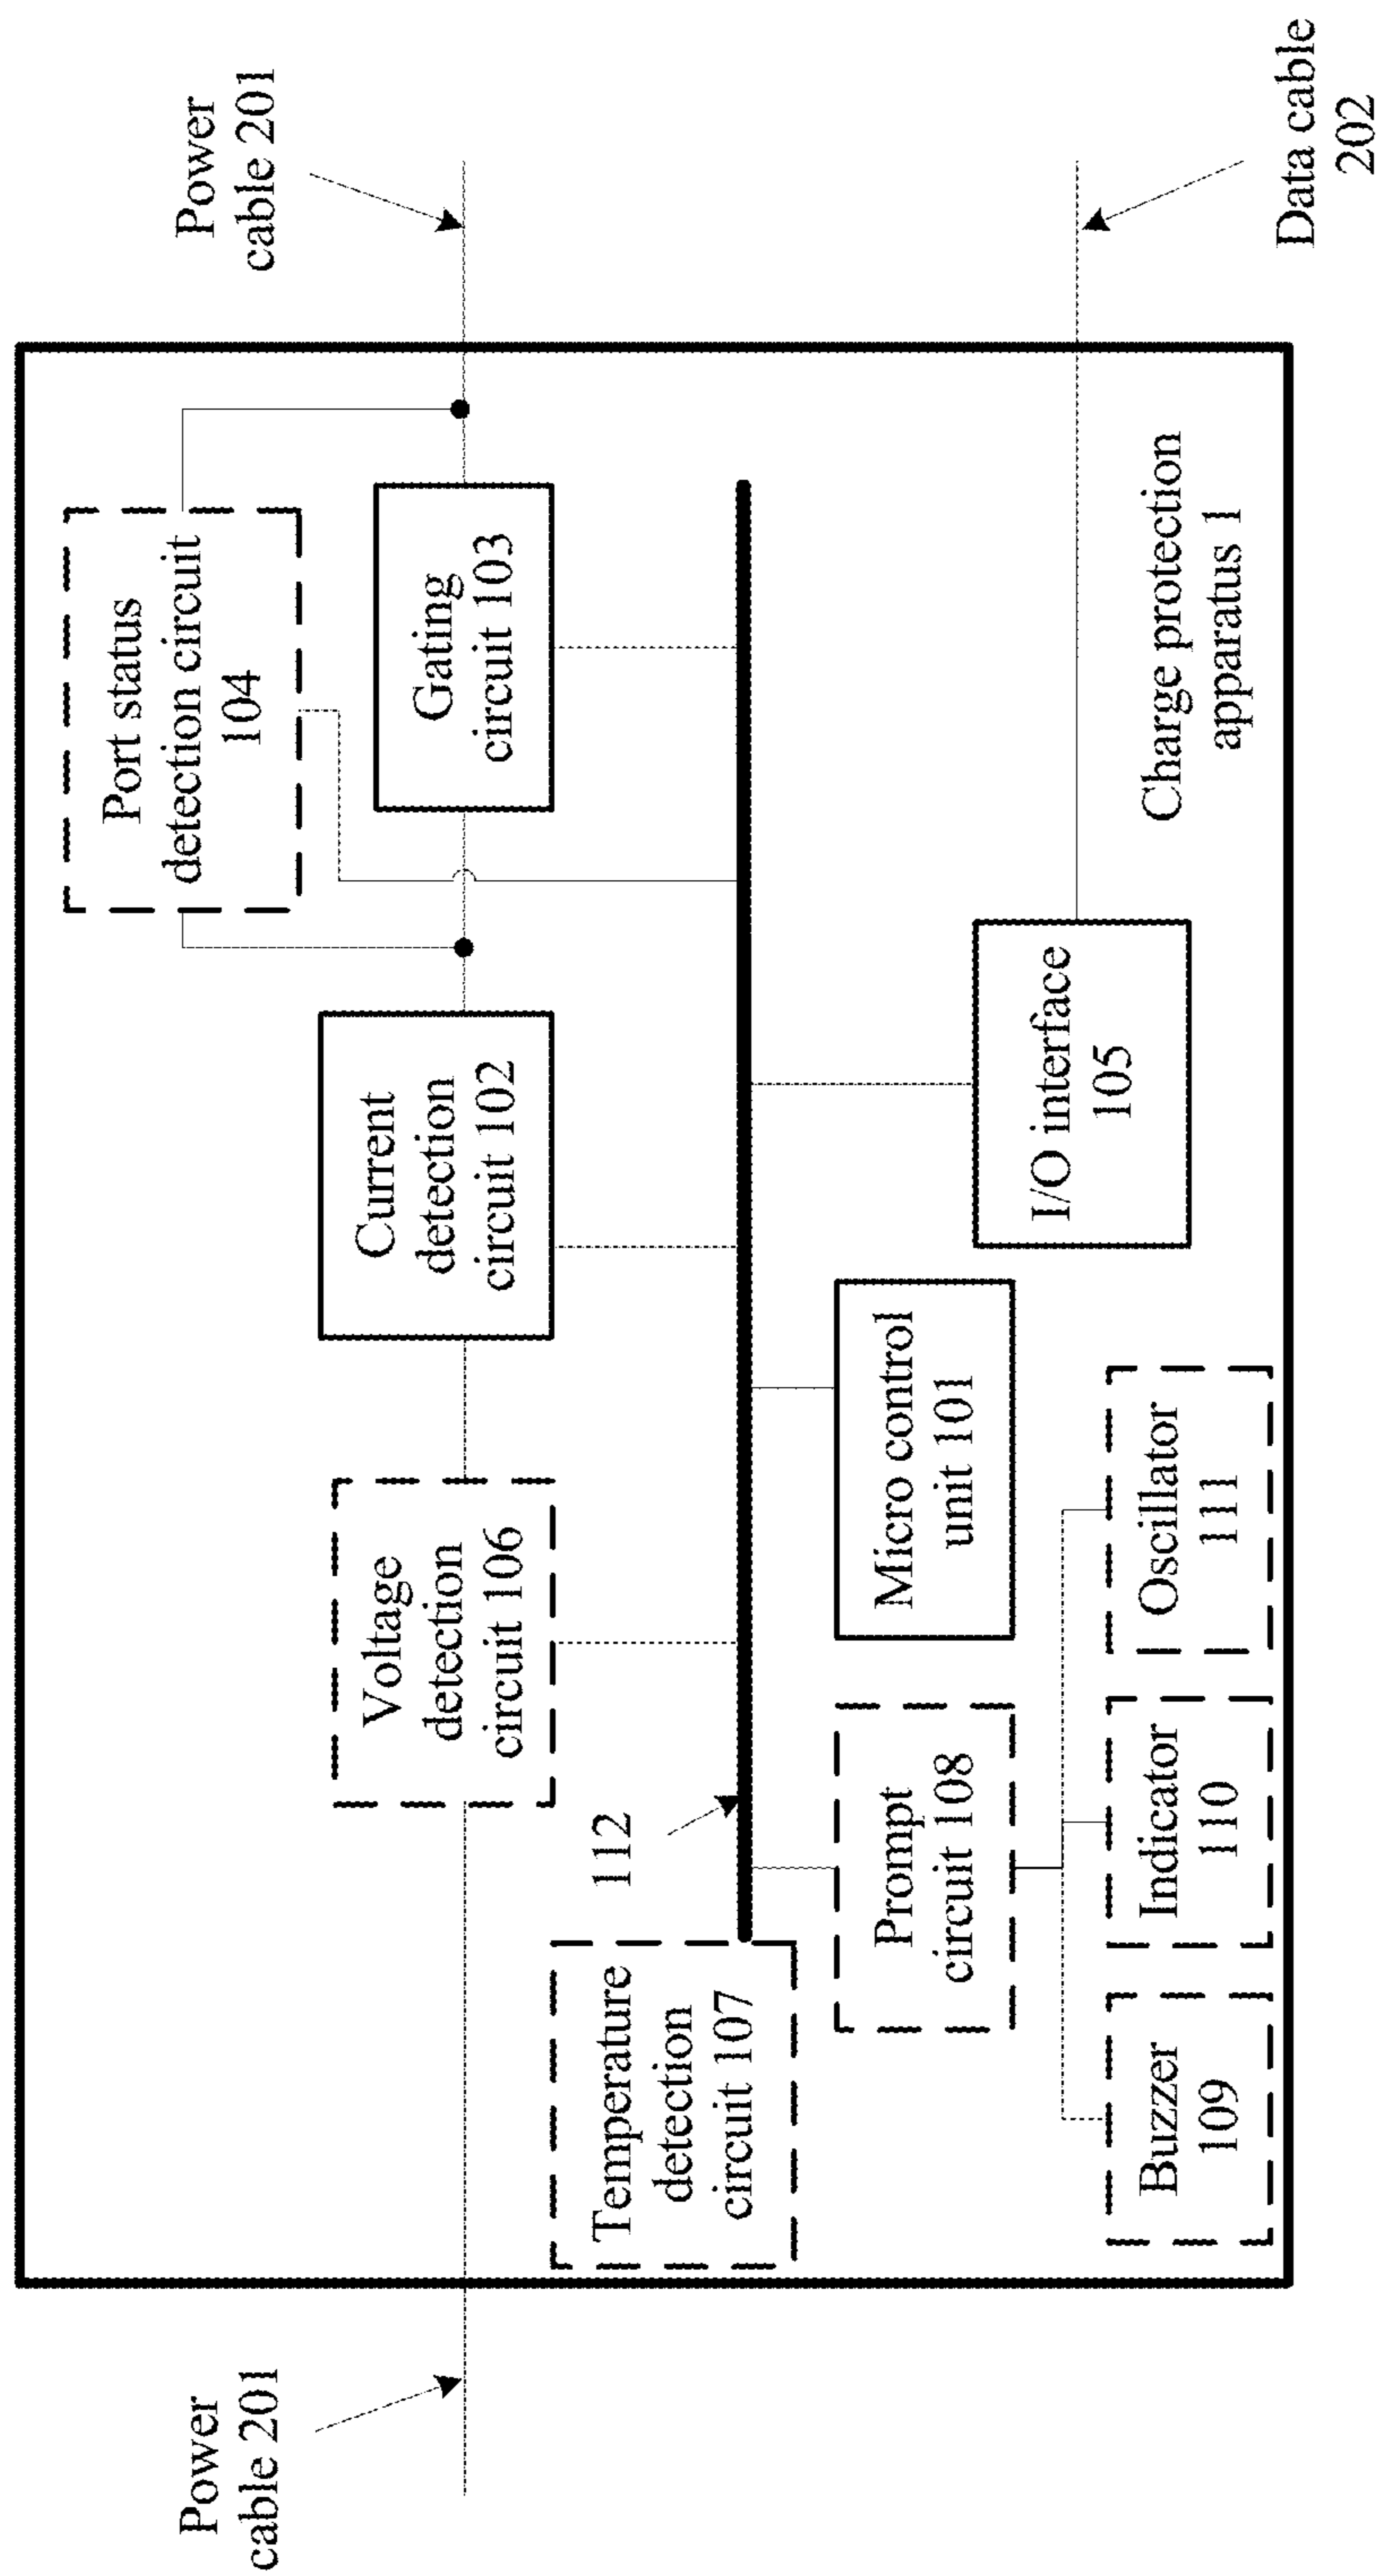 Power
cable 201
Power
cable 201
Port status
detection circuit
104
Voltage
detection
circuit 106
Current
detection
circuit 102
Gating
circuit 103
Temperature
detection
circuit 107
112
Prompt
circuit 108
Micro control
unit 101
I/O interface
105
Buzzer
109
Indicator
110
Oscillator
111
Charge protection
apparatus 1
Data cable
202